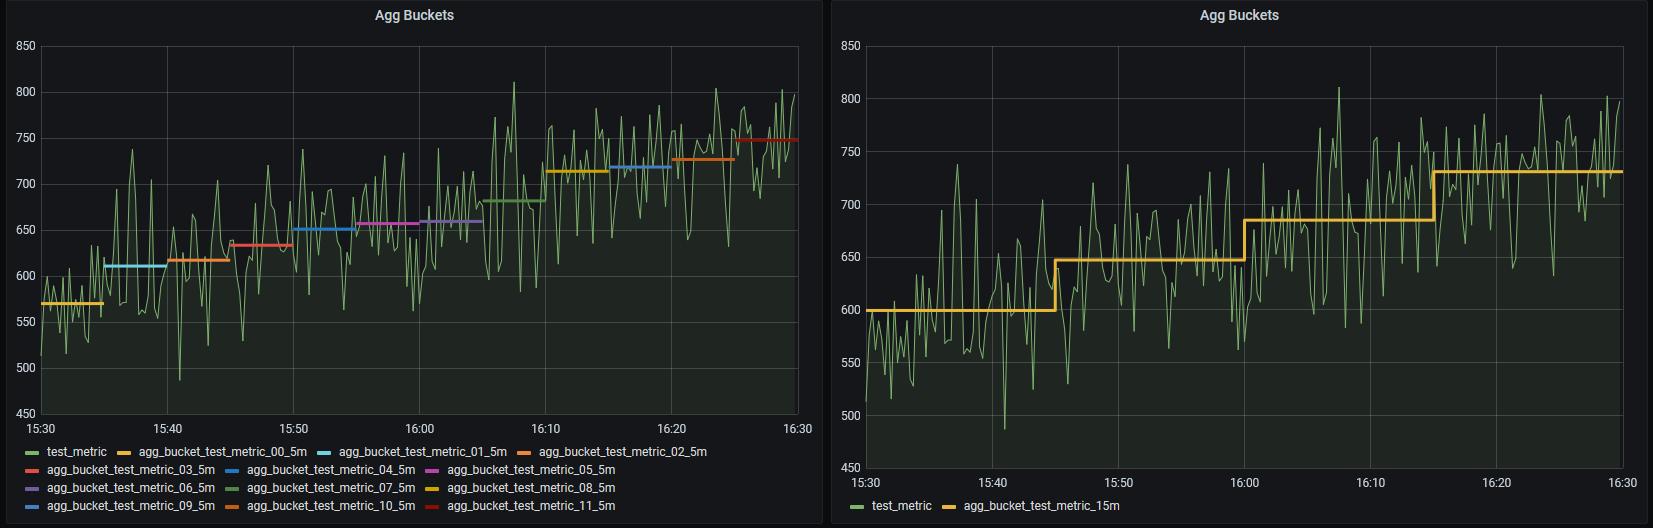 Agg Buckets
850
800
750
700
650
600
550
500
450
15:30 15:40 15:50 16:00 16:10 16:20 16:30
test_metric agg_bucket_test_metric_00_5m agg_bucket_test_metric_01_5m agg_bucket_test_metric_02_5m
agg_bucket_test_metric_03_5m agg_bucket_test_metric_04_5m agg_bucket_test_metric_05_5m
agg_bucket_test_metric_06_5m agg_bucket_test_metric_07_5m agg_bucket_test_metric_08_5m
agg_bucket_test_metric_09_5m agg_bucket_test_metric_10_5m agg_bucket_test_metric_11_5m
Agg Buckets
850
800
750
700
650
600
550
500
450
15:30 15:40 15:50 16:00 16:10 16:20 16:30
test_metric agg_bucket_test_metric_15m